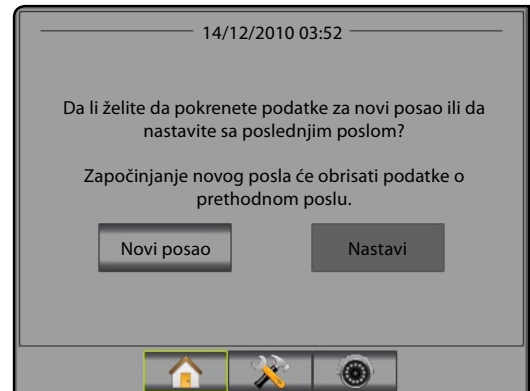 14/12/2010 03:52
Da li želite da pokrenete podatke za novi posao ili da
nastavite sa poslednjim poslom?
Započinjanje novog posla će obrisati podatke o
prethodnom poslu.
Novi posao
Nastavi